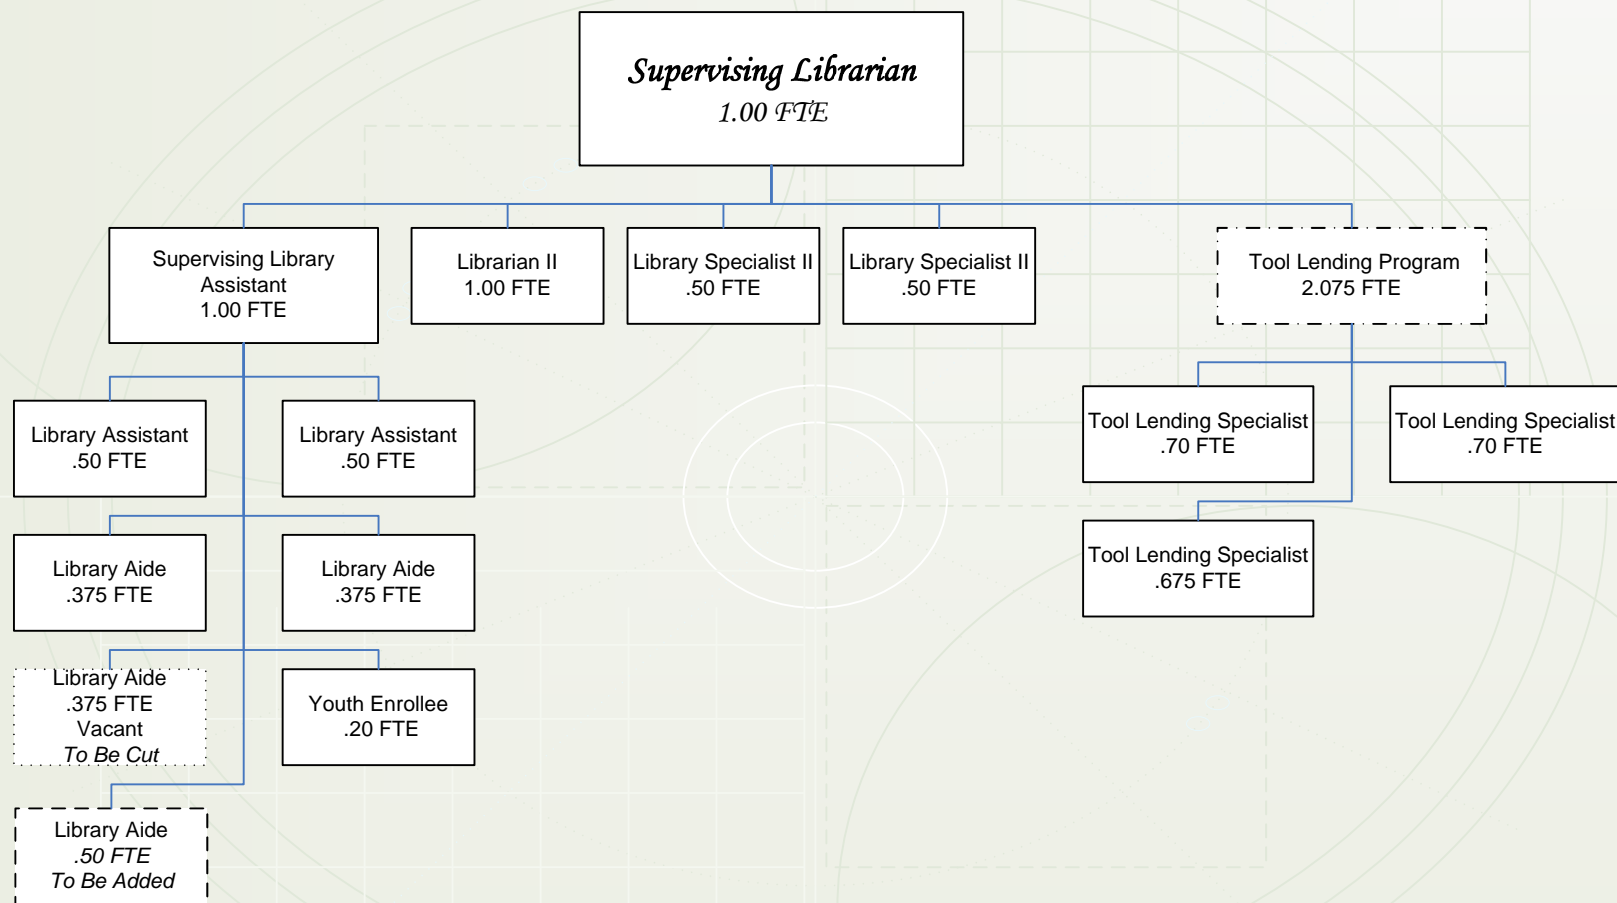 Supervising Librarian
1.00 FTE
Supervising Library
Assistant
1.00 FTE
Librarian II
1.00 FTE
Library Specialist II
.50 FTE
Library Specialist II
.50 FTE
Tool Lending Program
2.075 FTE
Library Assistant
.50 FTE
Library Assistant
.50 FTE
Tool Lending Specialist
.70 FTE
Tool Lending Specialist
.70 FTE
Library Aide
.375 FTE
Library Aide
.375 FTE
Tool Lending Specialist
.675 FTE
Library Aide
.375 FTE
Vacant
To Be Cut
Youth Enrollee
.20 FTE
Library Aide
.50 FTE
To Be Added